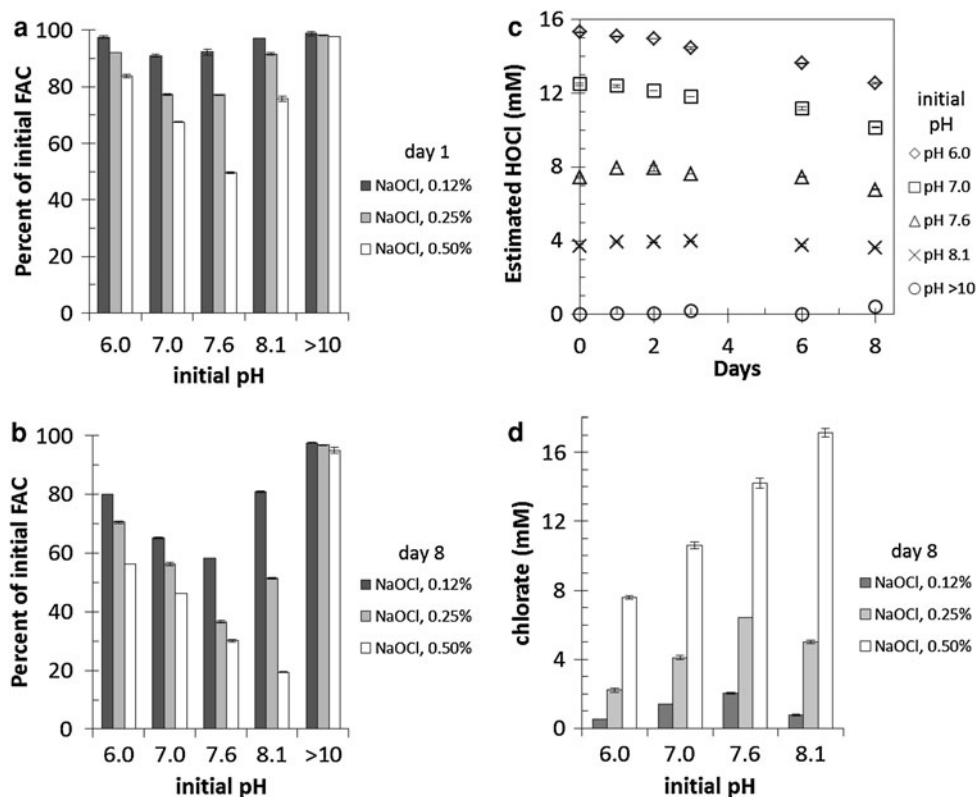 a
Percent of initial FAC
100
80
60
40
20
0
6.0 7.0 7.6 8.1 >10
initial pH
day 1
NaOCl, 0.12%
NaOCl, 0.25%
NaOCl, 0.50%
c
Estimated HOCl (mM)
16
12
8
4
0
0 2 4 6 8
Days
initial
pH
pH 6.0
pH 7.0
pH 7.6
pH 8.1
pH >10
b
Percent of initial FAC
100
80
60
40
20
0
6.0 7.0 7.6 8.1 >10
initial pH
day 8
NaOCl, 0.12%
NaOCl, 0.25%
NaOCl, 0.50%
d
chlorate (mM)
16
12
8
4
0
6.0 7.0 7.6 8.1
initial pH
day 8
NaOCl, 0.12%
NaOCl, 0.25%
NaOCl, 0.50%